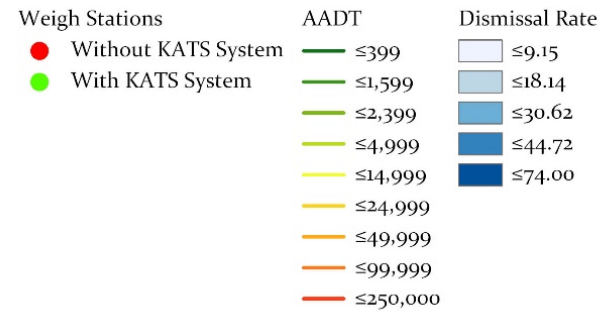 Weigh Stations
Without KATS System
With KATS System
AADT
≤399
≤1,599
≤2,399
≤4,999
≤14,999
≤24,999
≤49,999
≤99,999
≤250,000
Dismissal Rate
≤9.15
≤18.14
≤30.62
≤44.72
≤74.00